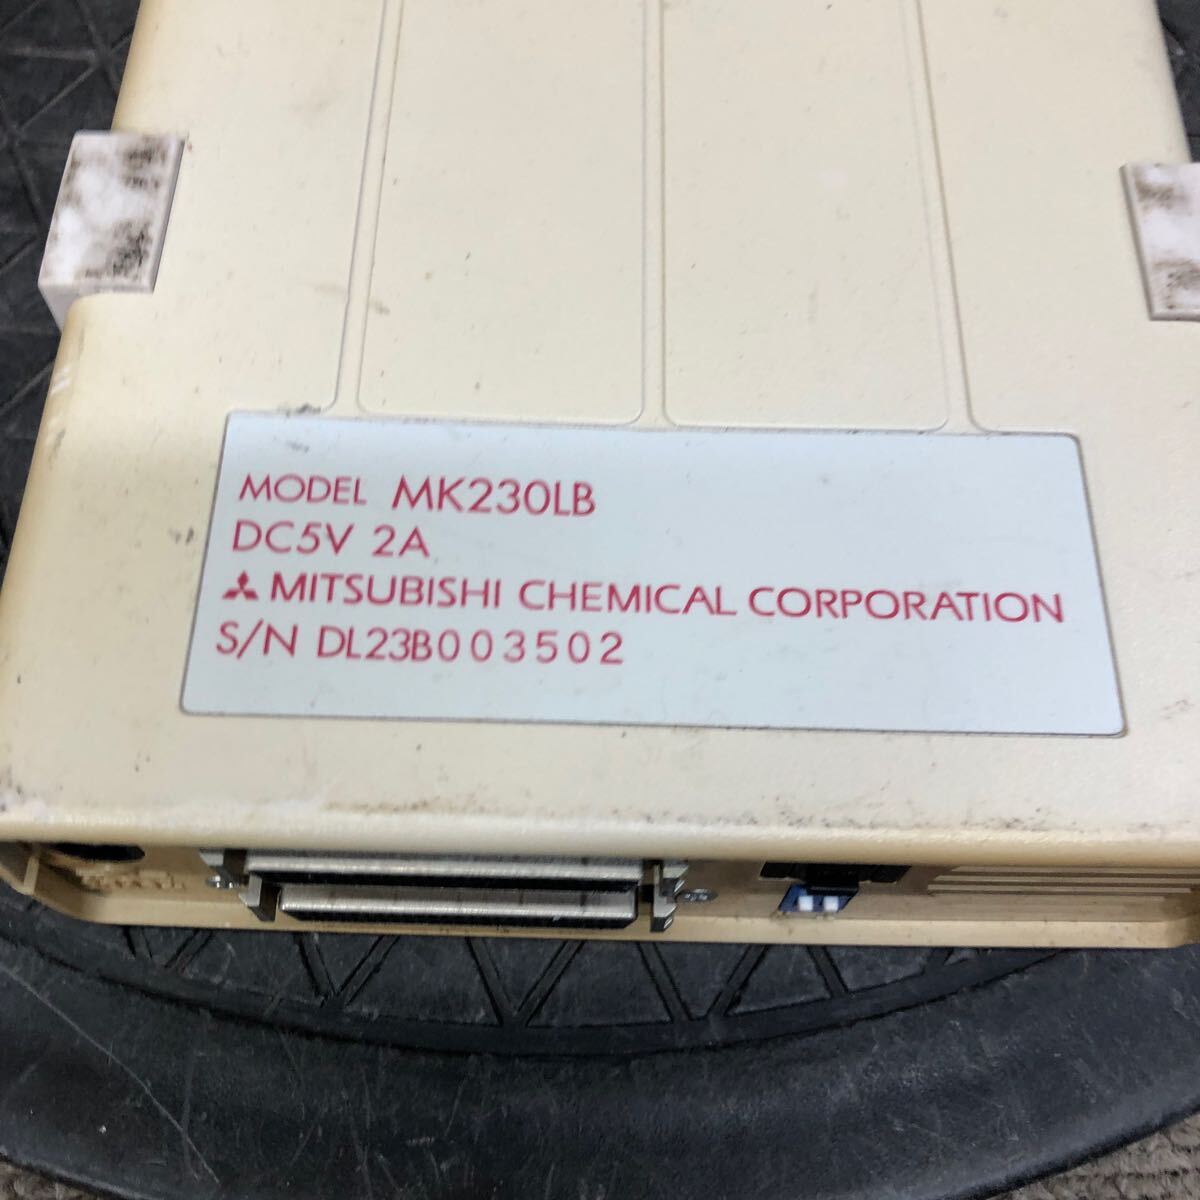 MODEL MK230LB
DC5V 2A
MITSUBISHI CHEMICAL CORPORATION
S/N DL23B003502